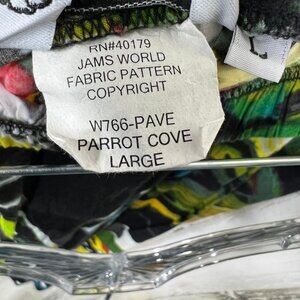 RN#40179
JAMS WORLD
FABRIC PATTERN
COPYRIGHT
W766-PAVE
PARROT COVE
LARGE